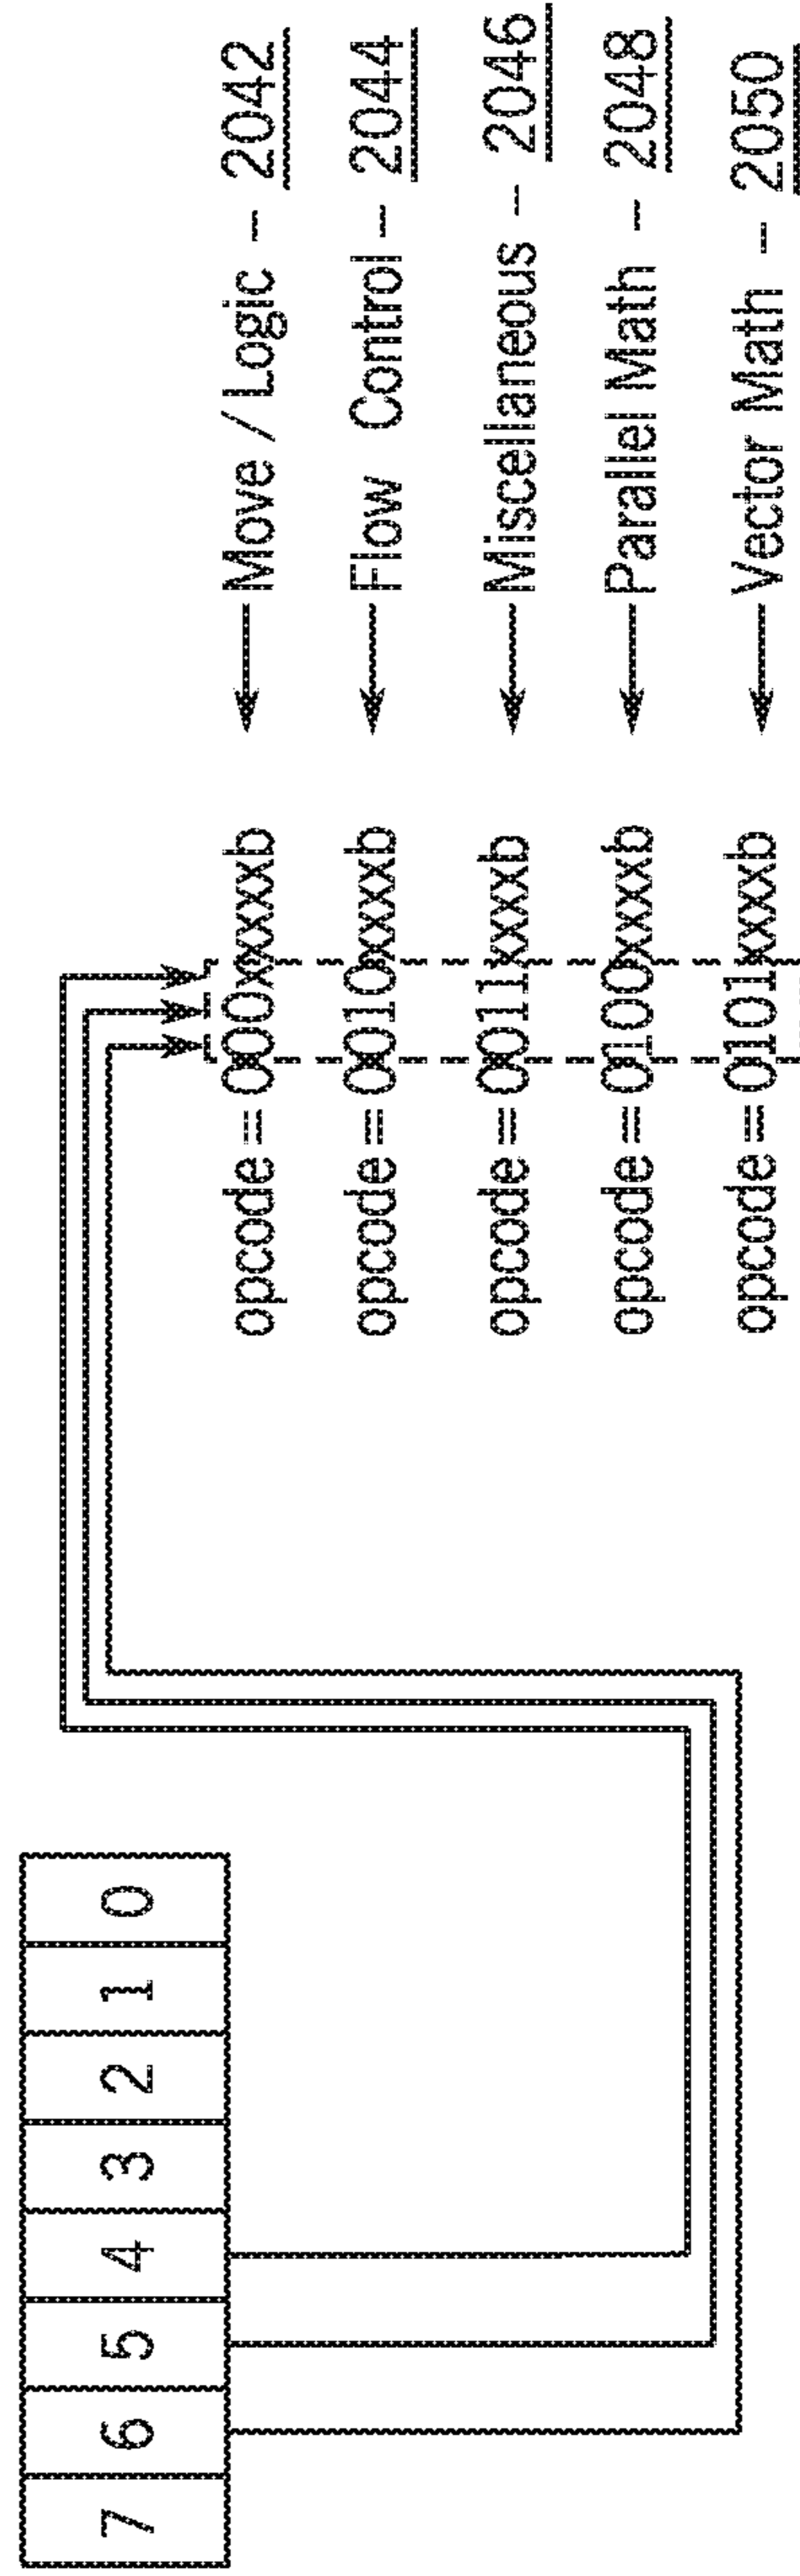 7 6 5 4 3 2 1 0
opcode = 000xxxxxb ← Move / Logic – 2042
opcode = 0010xxxxb ← Flow Control – 2044
opcode = 0011xxxxb ← Miscellaneous – 2046
opcode = 0100xxxxb ← Parallel Math – 2048
opcode = 0101xxxxb ← Vector Math – 2050